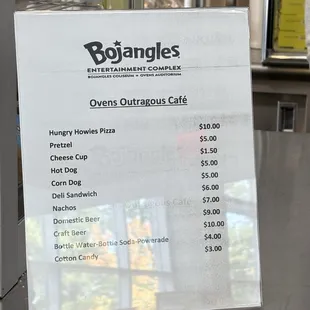 Bojangles
ENTERTAINMENT COMPLEX
BOJANGLES COLISEUM • OVENS AUDITORIUM
Ovens Outragous Café
Hungry Howies Pizza $10.00
Pretzel $5.00
Cheese Cup $1.50
Hot Dog $5.00
Corn Dog $5.00
Deli Sandwich $6.00
Nachos $7.00
Domestic Beer $9.00
Craft Beer $10.00
Bottle Water-Bottle Soda-Powerade $4.00
Cotton Candy $3.00